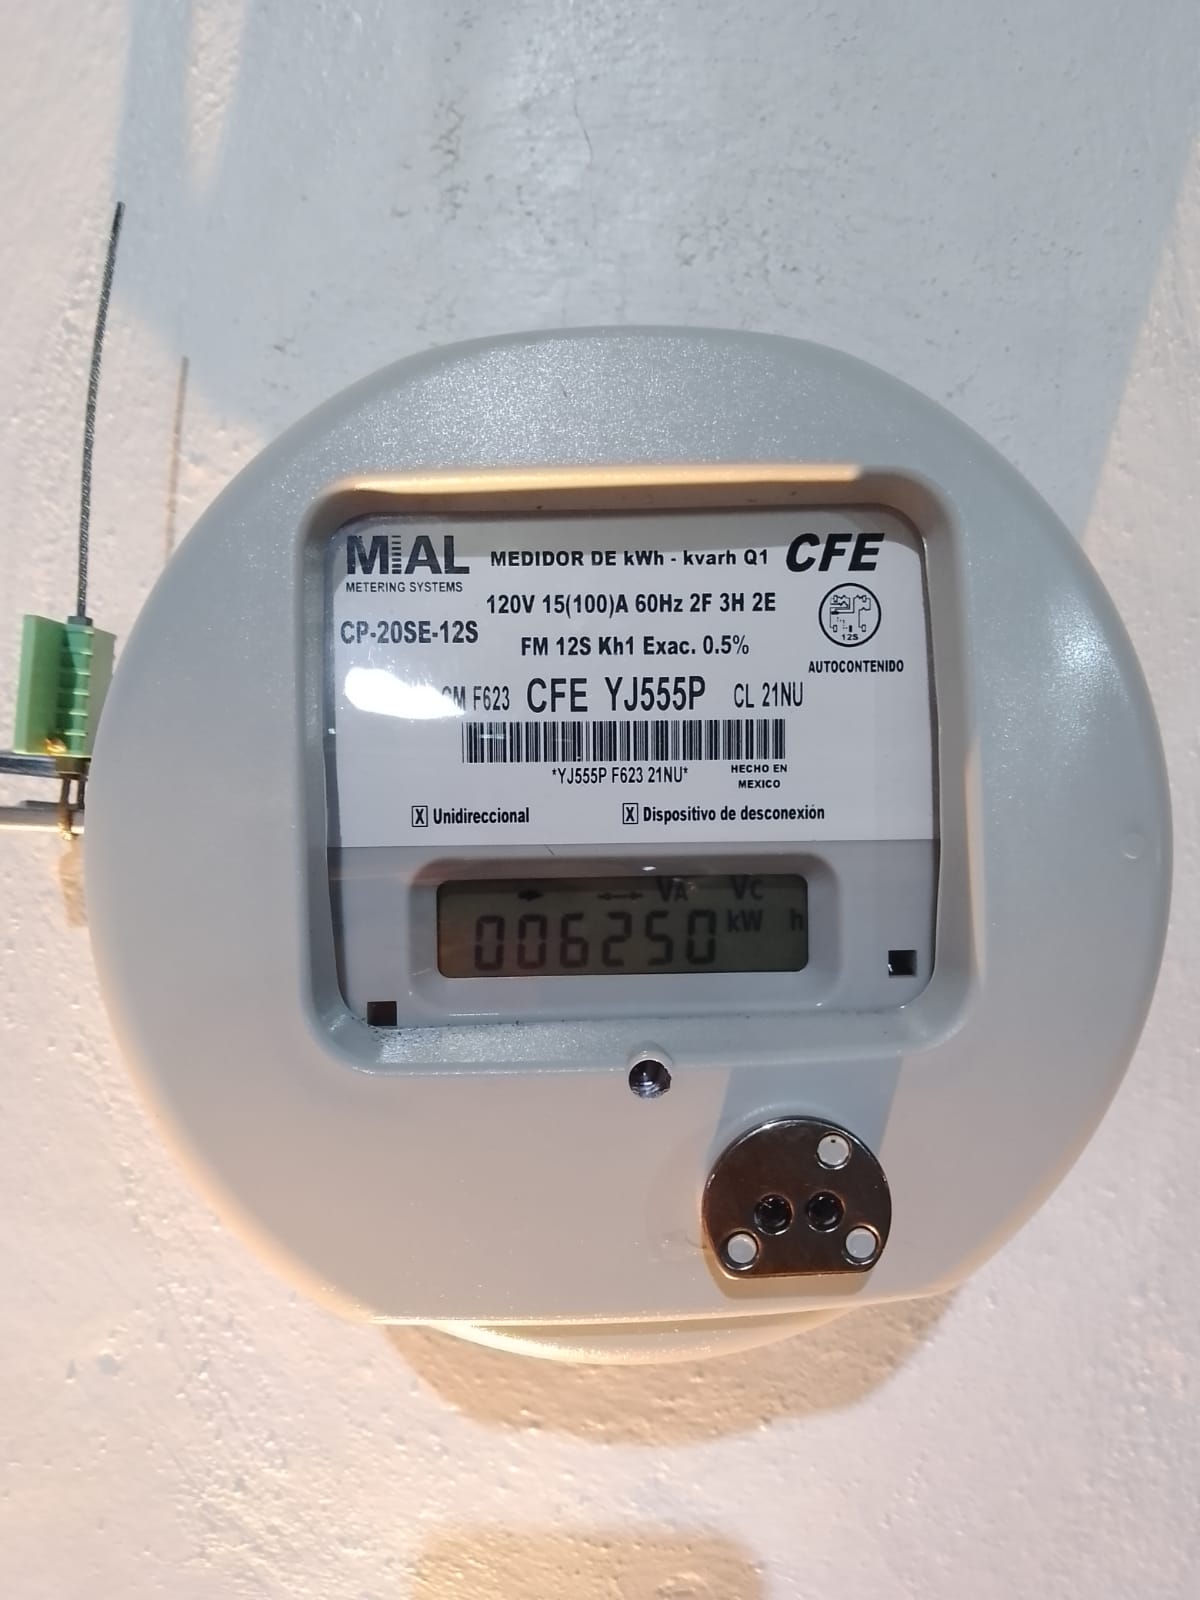 MIAL
METERING SYSTEMS
MEDIDOR DE kWh - kvarh Q1
CFE
120V 15(100)A 60Hz 2F 3H 2E
CP-20SE-12S
FM 12S Kh1 Exac. 0.5%
12S
AUTOCONTENIDO
CM F623 CFE YJ555P CL 21NU
*YJ555P F623 21NU*
HECHO EN
MEXICO
X Unidireccional
X Dispositivo de desconexión
VA VC
006250 kW h